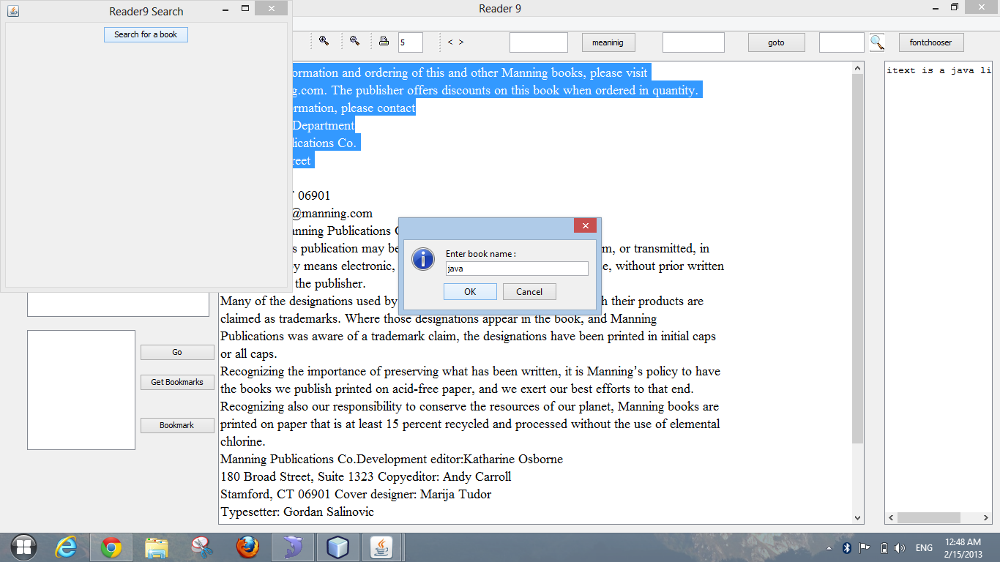 Reader9 Search
Search for a book
Reader 9
5
< >
meaninig
goto
fontchooser
ormation and ordering of this and other Manning books, please visit
g.com. The publisher offers discounts on this book when ordered in quantity.
rmation, please contact
Department
lications Co.
reet
06901
@manning.com
nning Publications C
s publication may be m, or transmitted, in
y means electronic, e, without prior written
the publisher.
Many of the designations used by h their products are
claimed as trademarks. Where those designations appear in the book, and Manning
Publications was aware of a trademark claim, the designations have been printed in initial caps
or all caps.
Recognizing the importance of preserving what has been written, it is Manning’s policy to have
the books we publish printed on acid-free paper, and we exert our best efforts to that end.
Recognizing also our responsibility to conserve the resources of our planet, Manning books are
printed on paper that is at least 15 percent recycled and processed without the use of elemental
chlorine.
Manning Publications Co.Development editor:Katharine Osborne
180 Broad Street, Suite 1323 Copyeditor: Andy Carroll
Stamford, CT 06901 Cover designer: Marija Tudor
Typesetter: Gordan Salinovic
itext is a java li
Enter book name :
java
OK Cancel
Go
Get Bookmarks
Bookmark
ENG
12:48 AM
2/15/2013